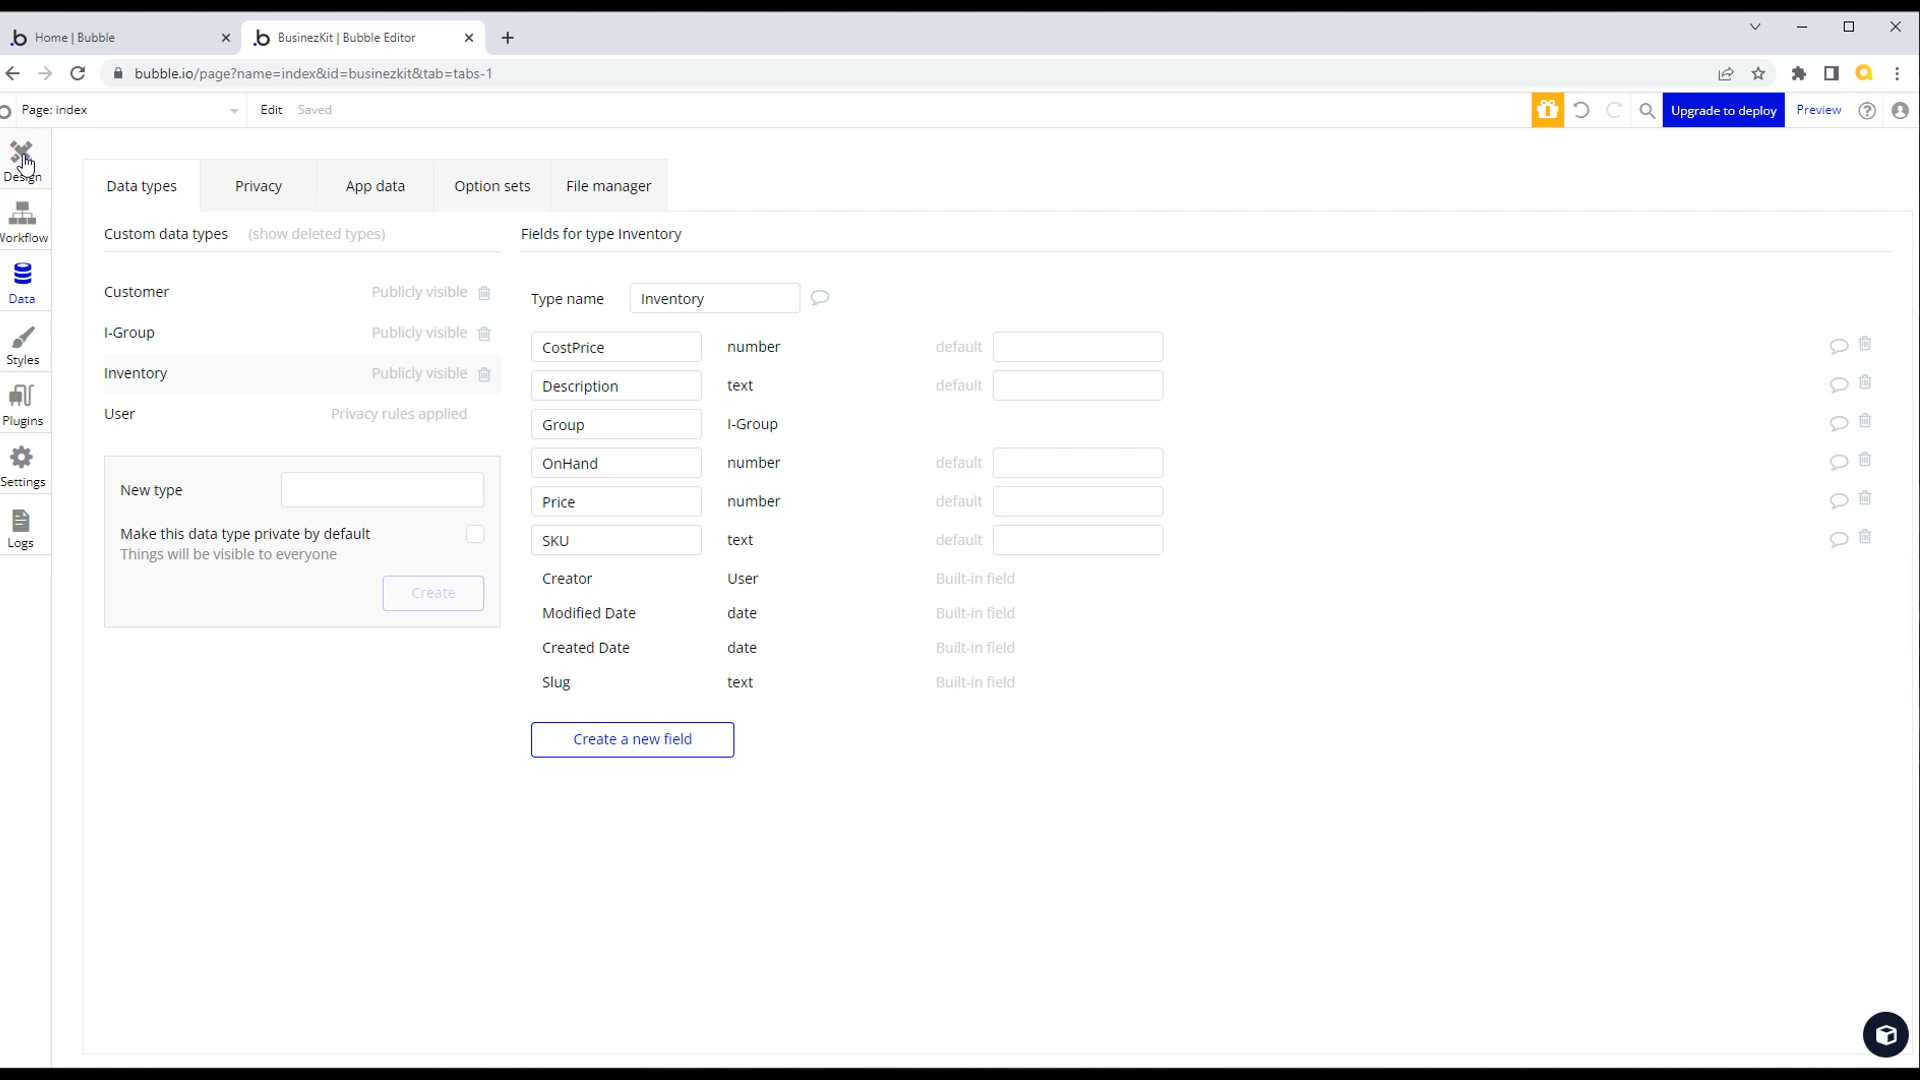 Home | Bubble
BusinezKit | Bubble Editor
bubble.io/page?name=index&id=businezkit&tab=tabs-1
Page: index Edit Saved Upgrade to deploy Preview
Design
Workflow
Data
Styles
Plugins
Settings
Logs
Data types Privacy App data Option sets File manager
Custom data types (show deleted types)
Customer Publicly visible
I-Group Publicly visible
Inventory Publicly visible
User Privacy rules applied
New type
Make this data type private by default
Things will be visible to everyone
Create
Fields for type Inventory
Type name Inventory
CostPrice number default
Description text default
Group I-Group
OnHand number default
Price number default
SKU text default
Creator User Built-in field
Modified Date date Built-in field
Created Date date Built-in field
Slug text Built-in field
Create a new field